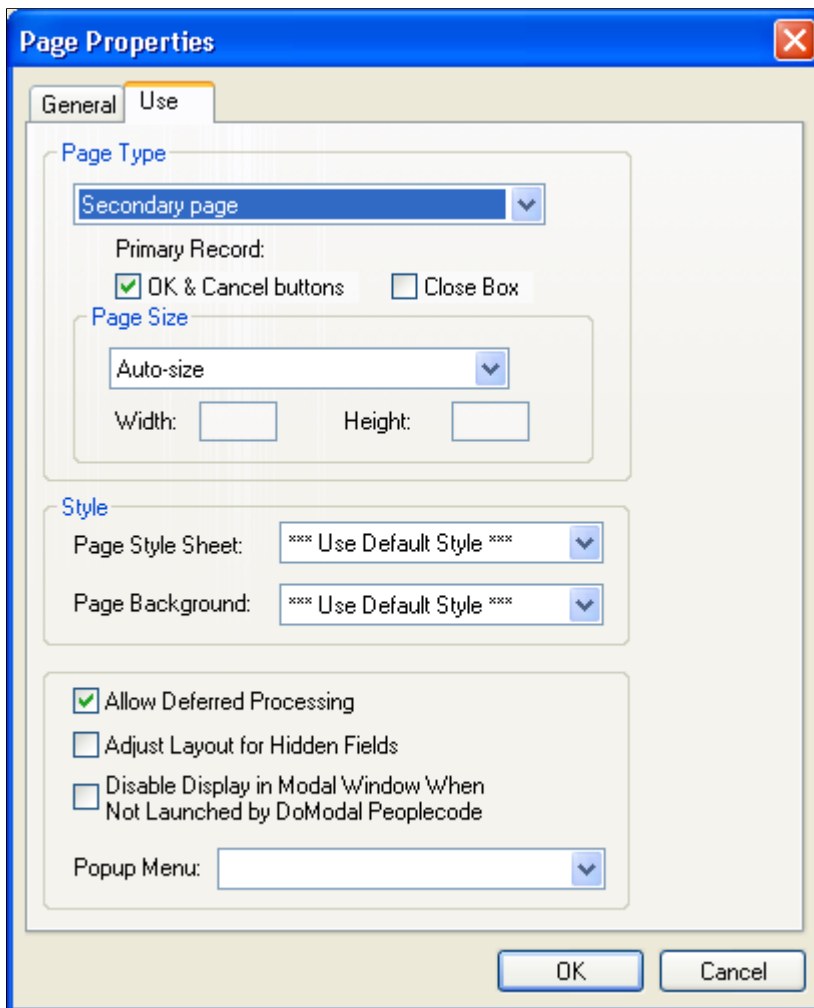 Page Properties
General Use
Page Type
Secondary page
Primary Record:
OK & Cancel buttons Close Box
Page Size
Auto-size
Width: Height:
Style
Page Style Sheet: *** Use Default Style ***
Page Background: *** Use Default Style ***
Allow Deferred Processing
Adjust Layout for Hidden Fields
Disable Display in Modal Window When
Not Launched by DoModal Peoplecode
Popup Menu:
OK Cancel